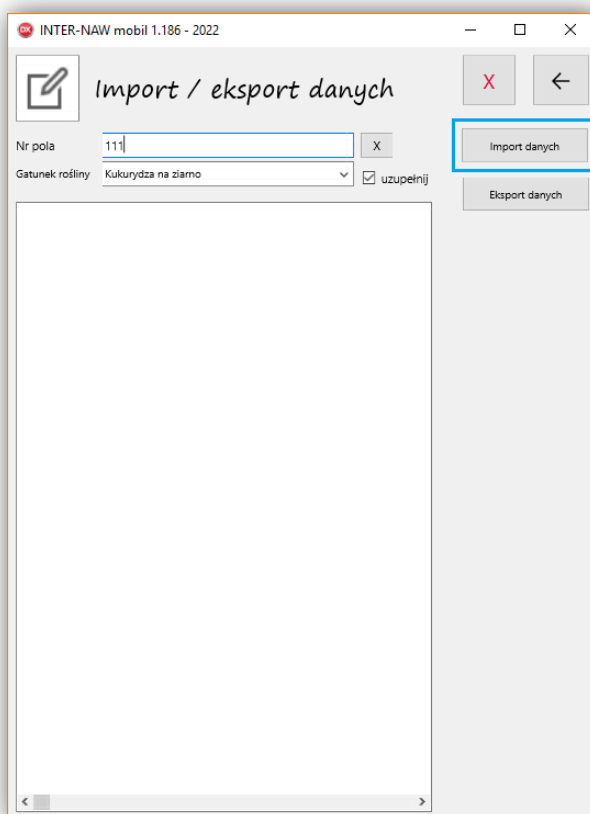 DX INTER-NAW mobil 1.186 - 2022
Import / eksport danych
X
Nr pola 111 X
Import danych
Gatunek rośliny Kukurydza na ziarno uzupełnij
Eksport danych